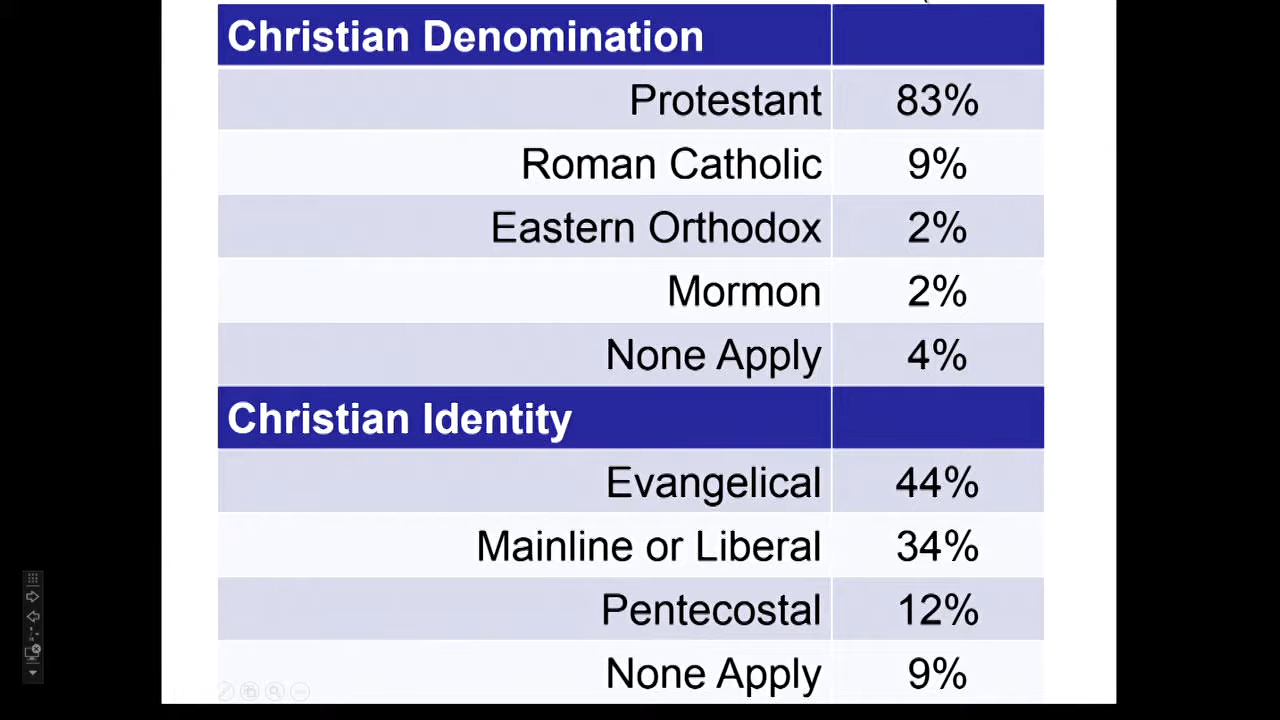 Christian Denomination
Protestant 83%
Roman Catholic 9%
Eastern Orthodox 2%
Mormon 2%
None Apply 4%
Christian Identity
Evangelical 44%
Mainline or Liberal 34%
Pentecostal 12%
None Apply 9%